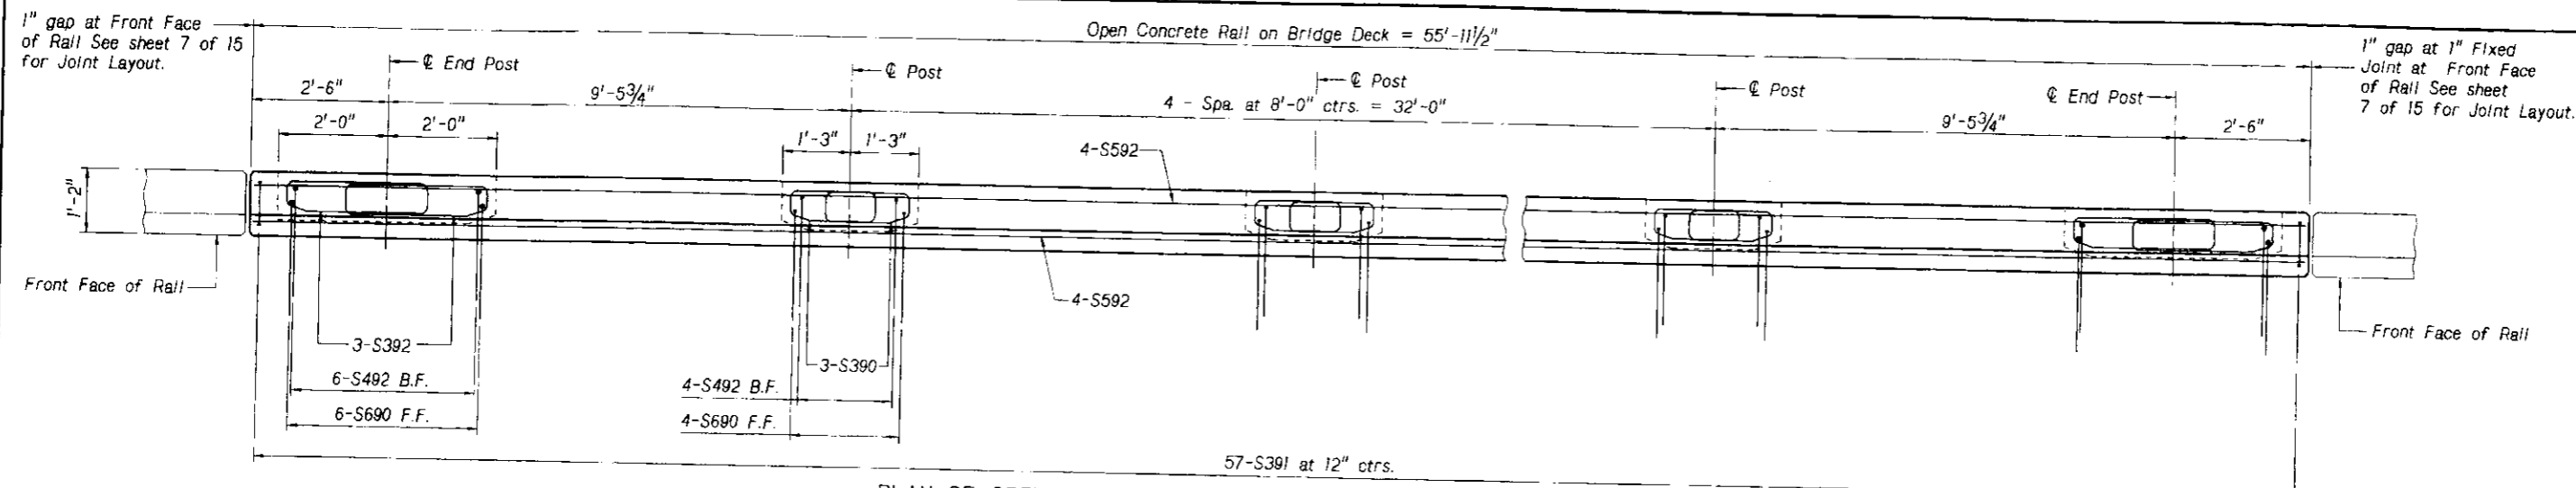 1" gap at Front Face
of Rail See sheet 7 of 15
for Joint Layout.
Open Concrete Rail on Bridge Deck = 55'-11½"
1" gap at 1" Fixed
Joint at Front Face
of Rail See sheet
7 of 15 for Joint Layout.
℄ End Post
℄ Post
℄ Post
℄ Post
℄ End Post
2'-6"
9'-5¾"
4 - Spa. at 8'-0" ctrs. = 32'-0"
9'-5¾"
2'-6"
2'-0"
2'-0"
1'-3"
1'-3"
4-S592
1'-2"
Front Face of Rail
4-S592
Front Face of Rail
3-S392
3-S390
6-S492 B.F.
4-S492 B.F.
6-S690 F.F.
4-S690 F.F.
57-S391 at 12" ctrs.